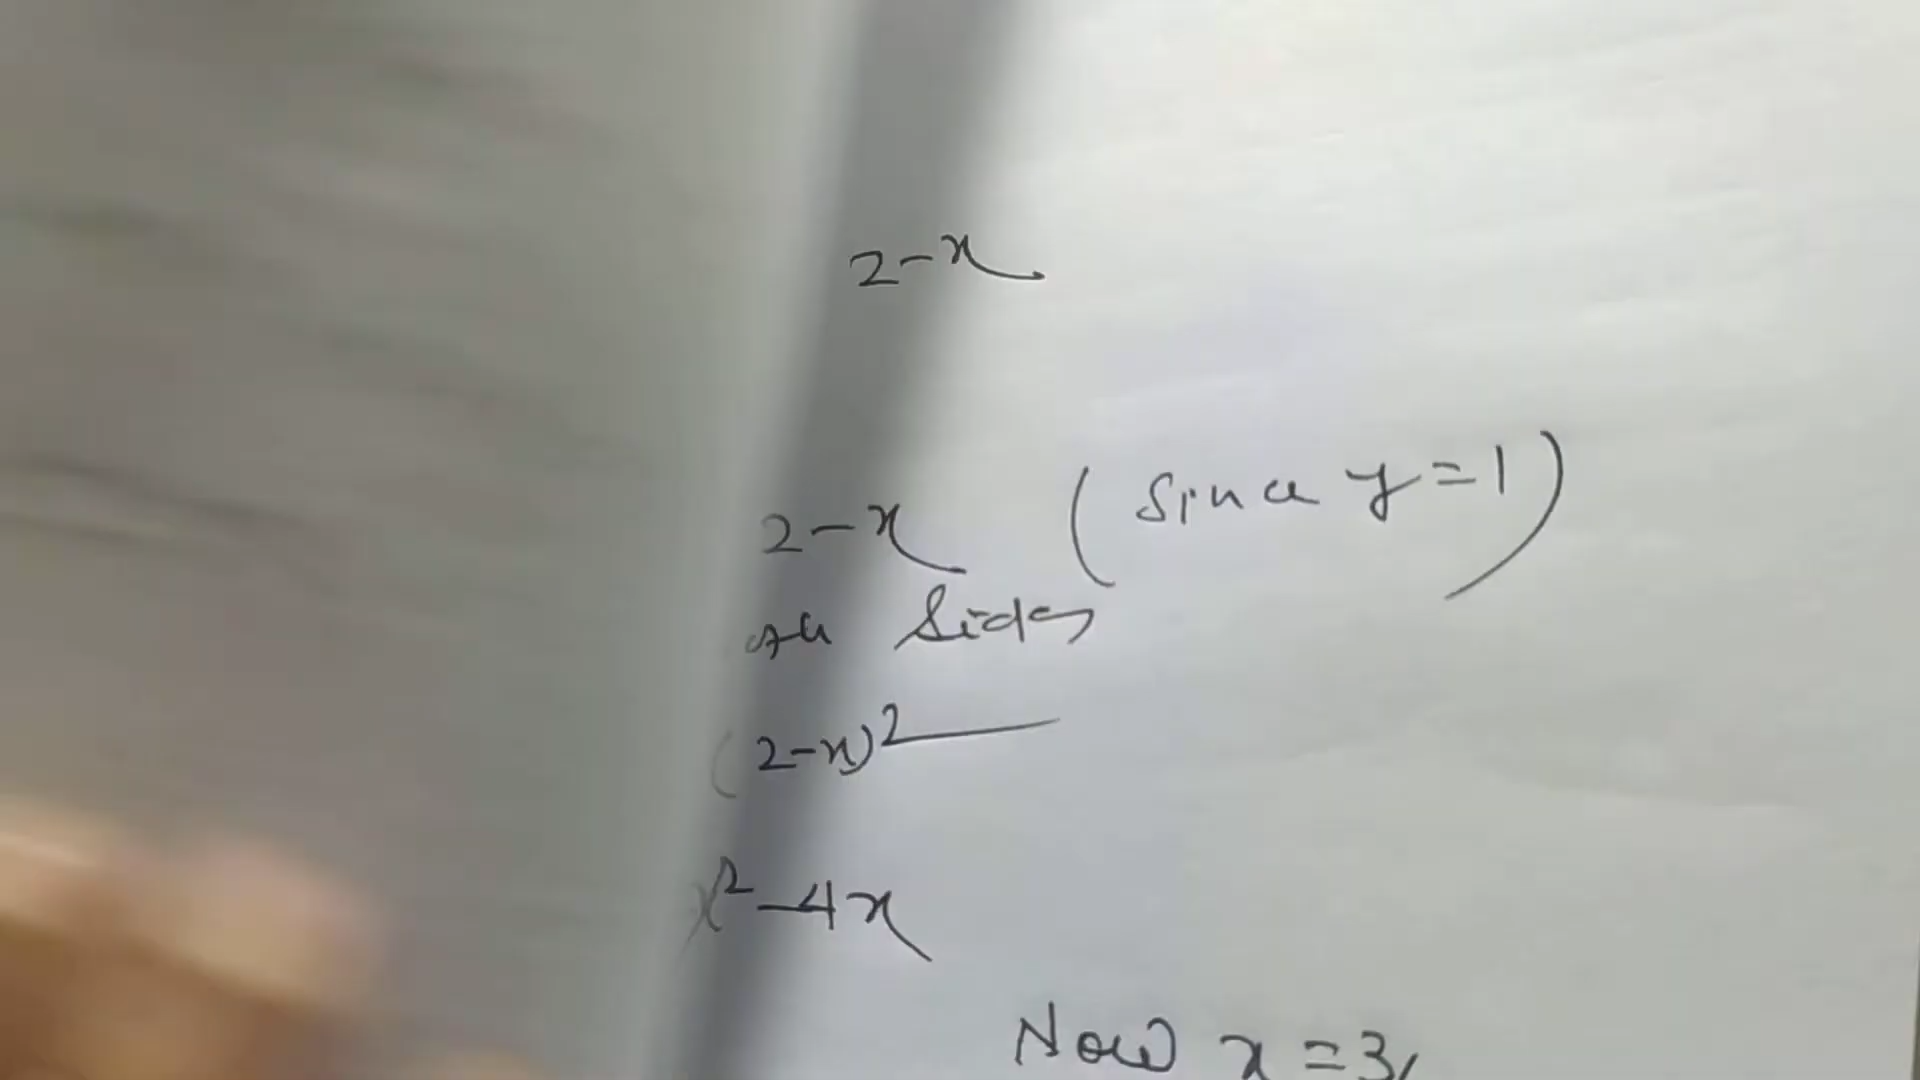 2-x
2-x (Since y=1)
Sides
(2-x)²
x²-4x
Now x=3